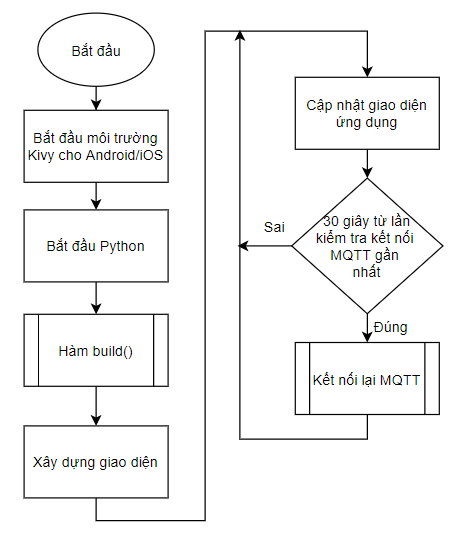 Bắt đầu
Bắt đầu môi trường
Kivy cho Android/iOS
Bắt đầu Python
Hàm build()
Xây dựng giao diện
Cập nhật giao diện
ứng dụng
30 giây từ lần
kiểm tra kết nối
MQTT gần
nhất
Sai
Đúng
Kết nối lại MQTT